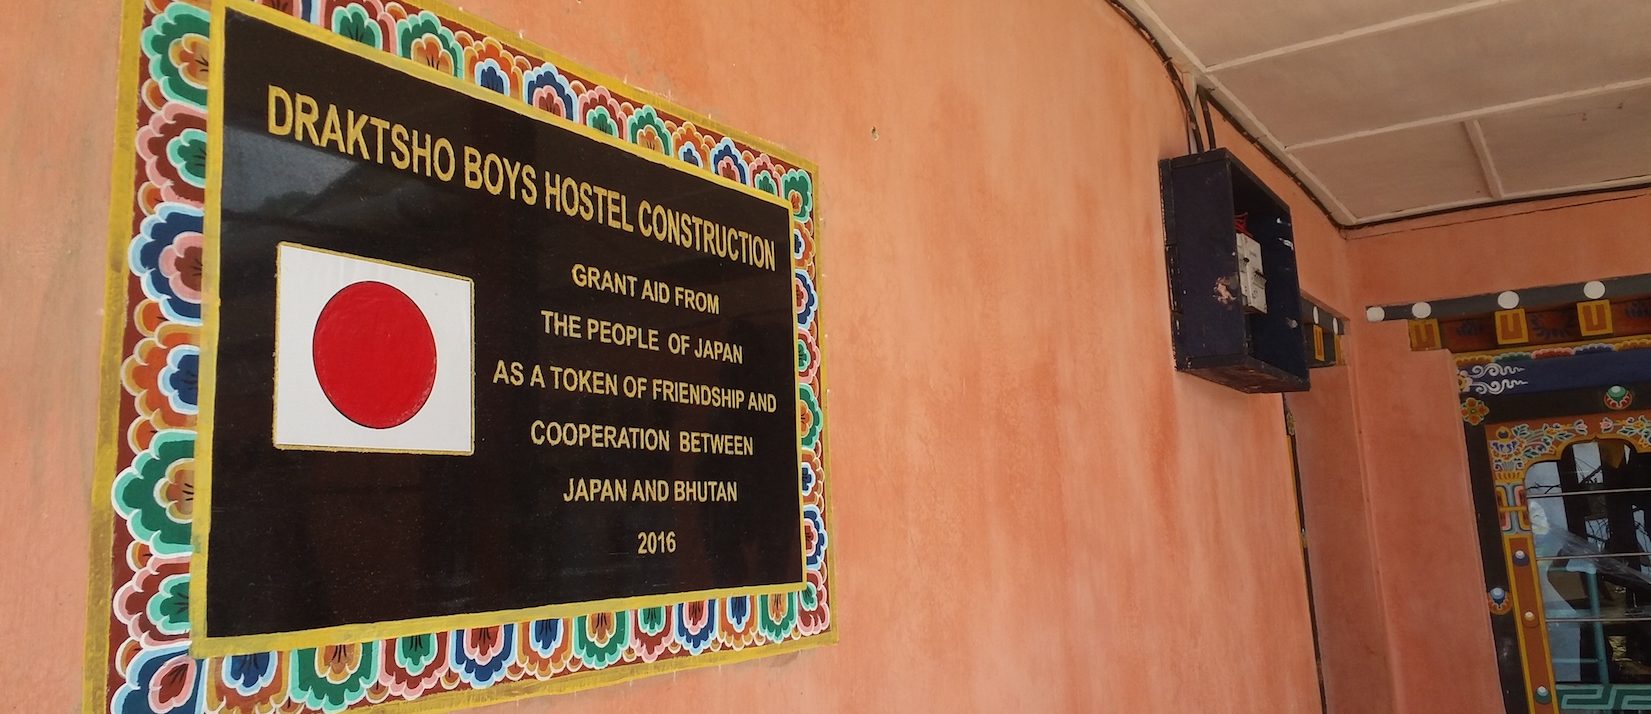 DRAKTSHO BOYS HOSTEL CONSTRUCTION
GRANT AID FROM
THE PEOPLE OF JAPAN
AS A TOKEN OF FRIENDSHIP AND
COOPERATION BETWEEN
JAPAN AND BHUTAN
2016